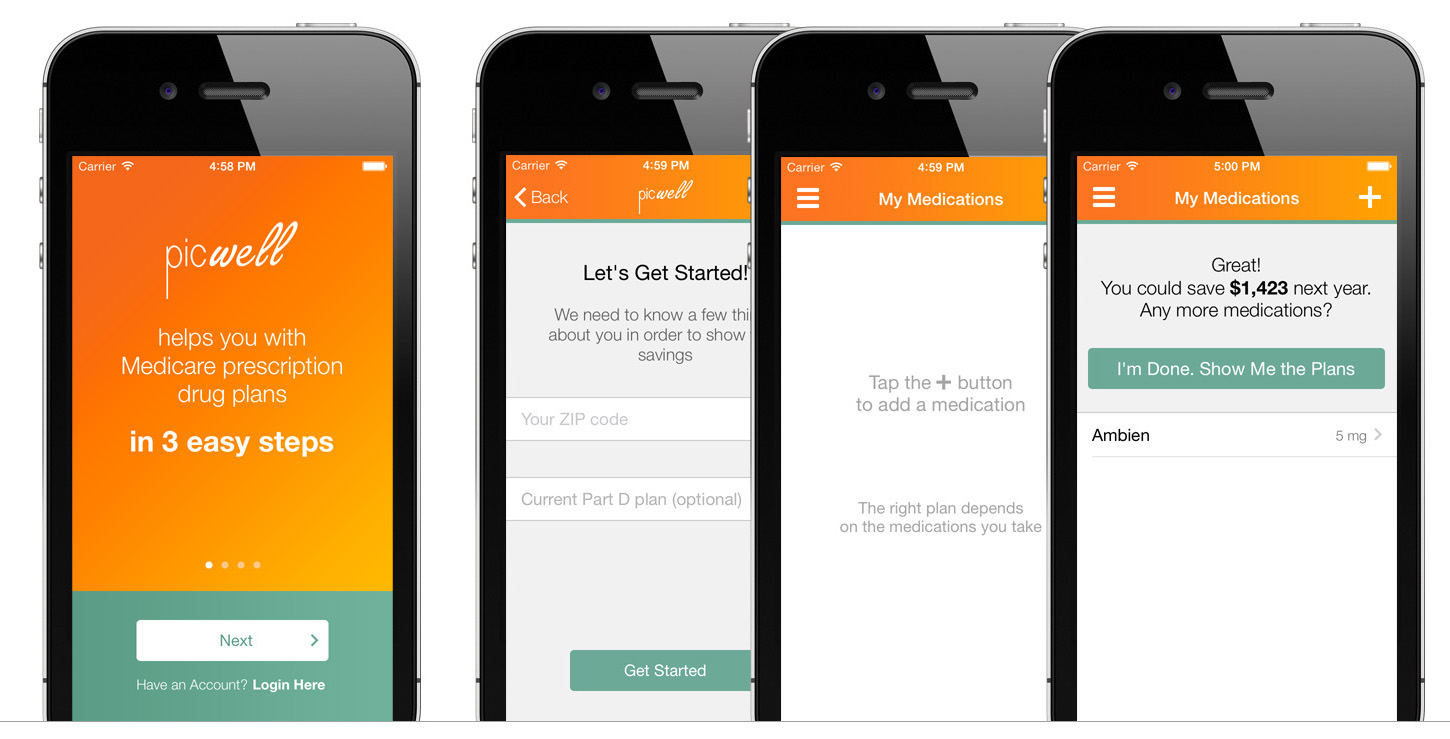 Carrier 4:58 PM
picwell
helps you with
Medicare prescription
drug plans
in 3 easy steps
Next
Have an Account? Login Here
Carrier 4:59 PM
Back picwell
Let's Get Started!
We need to know a few
about you in order to show
savings
Your ZIP code
Current Part D plan (optional)
Get Started
Carrier 4:59 PM
My Medications
Tap the + button
to add a medication
The right plan depends
on the medications you take
Carrier 5:00 PM
My Medications +
Great!
You could save $1,423 next year.
Any more medications?
I'm Done. Show Me the Plans
Ambien 5 mg